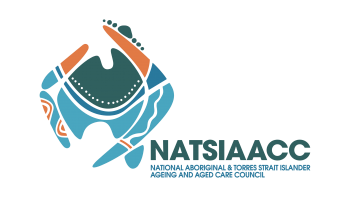 NATSIAACC
NATIONAL ABORIGINAL & TORRES STRAIT ISLANDER
AGEING AND AGED CARE COUNCIL